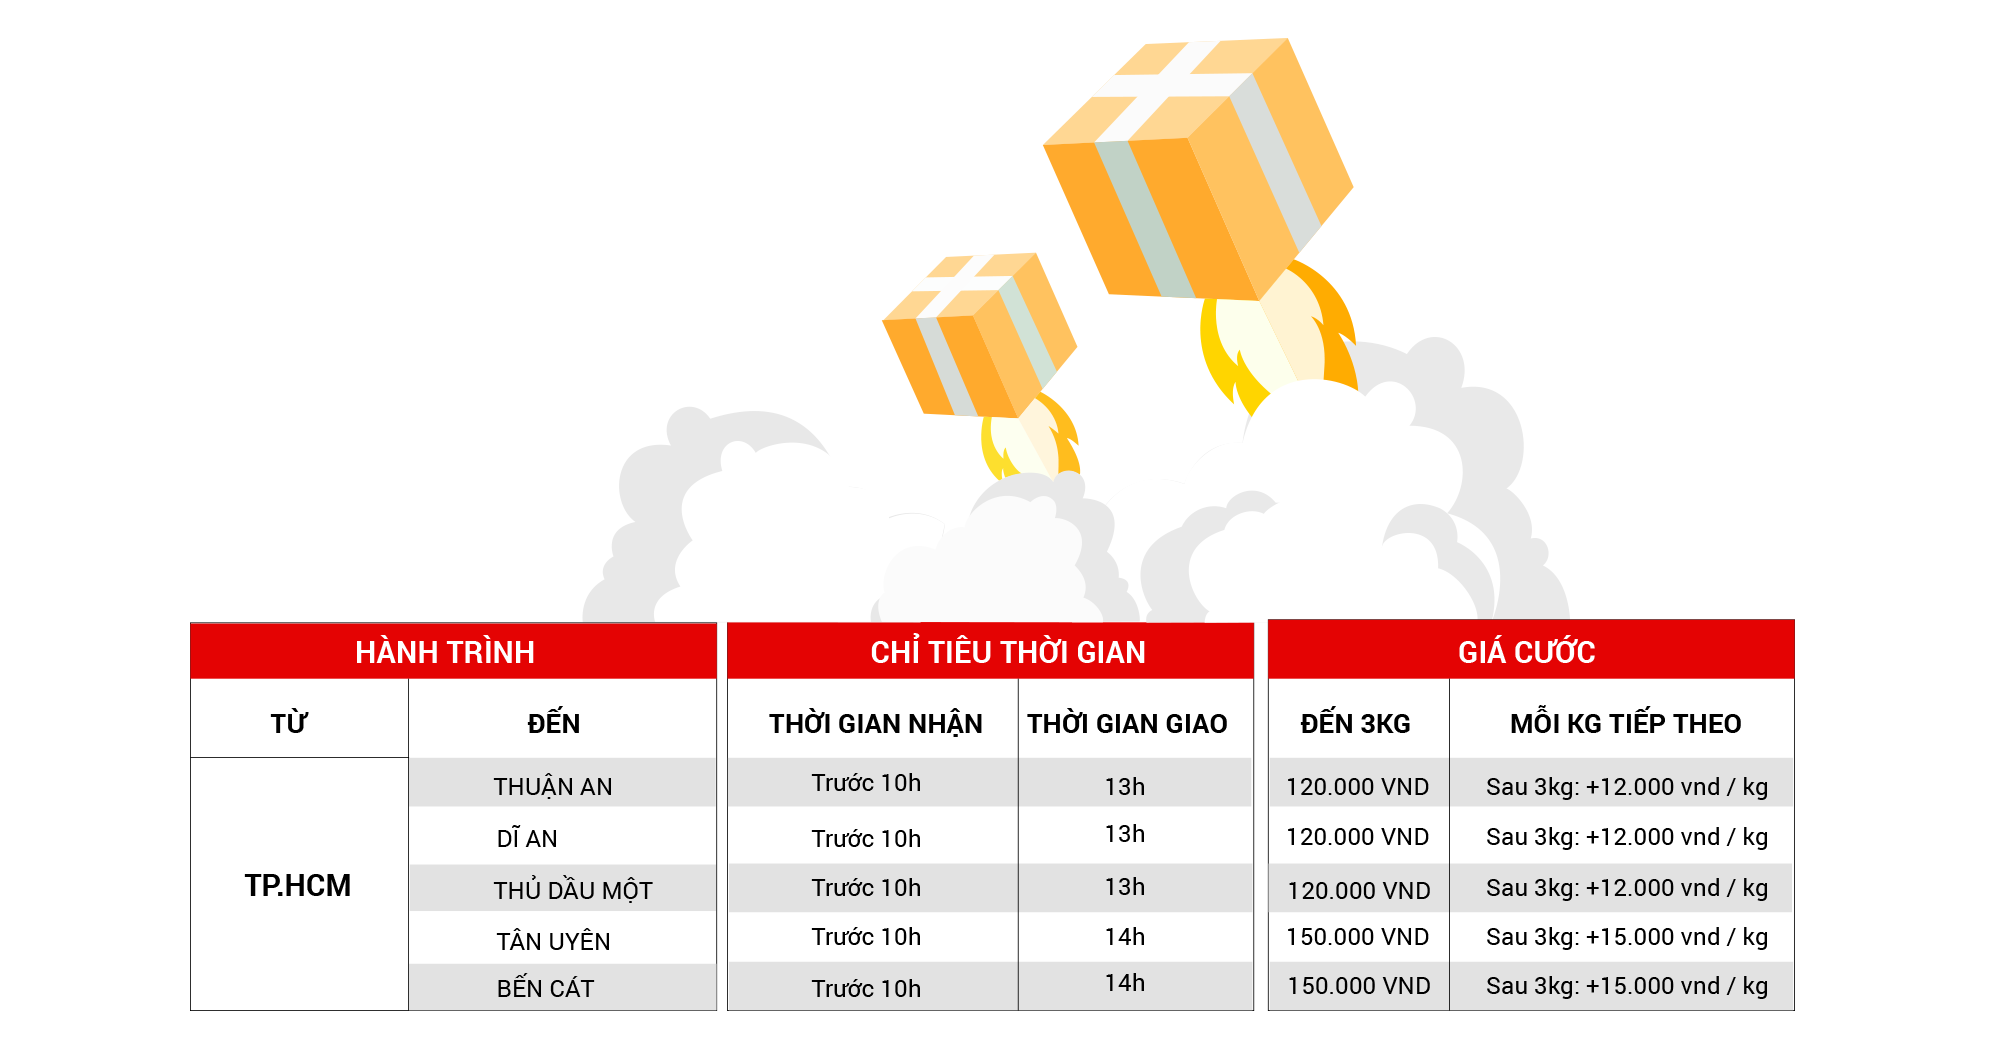 HÀNH TRÌNH CHỈ TIÊU THỜI GIAN GIÁ CƯỚC
TỪ ĐẾN THỜI GIAN NHẬN THỜI GIAN GIAO ĐẾN 3KG MỖI KG TIẾP THEO
THUẬN AN Trước 10h 13h 120.000 VND Sau 3kg: +12.000 vnd / kg
DĨ AN Trước 10h 13h 120.000 VND Sau 3kg: +12.000 vnd / kg
TP.HCM THỦ DẦU MỘT Trước 10h 13h 120.000 VND Sau 3kg: +12.000 vnd / kg
TÂN UYÊN Trước 10h 14h 150.000 VND Sau 3kg: +15.000 vnd / kg
BẾN CÁT Trước 10h 14h 150.000 VND Sau 3kg: +15.000 vnd / kg